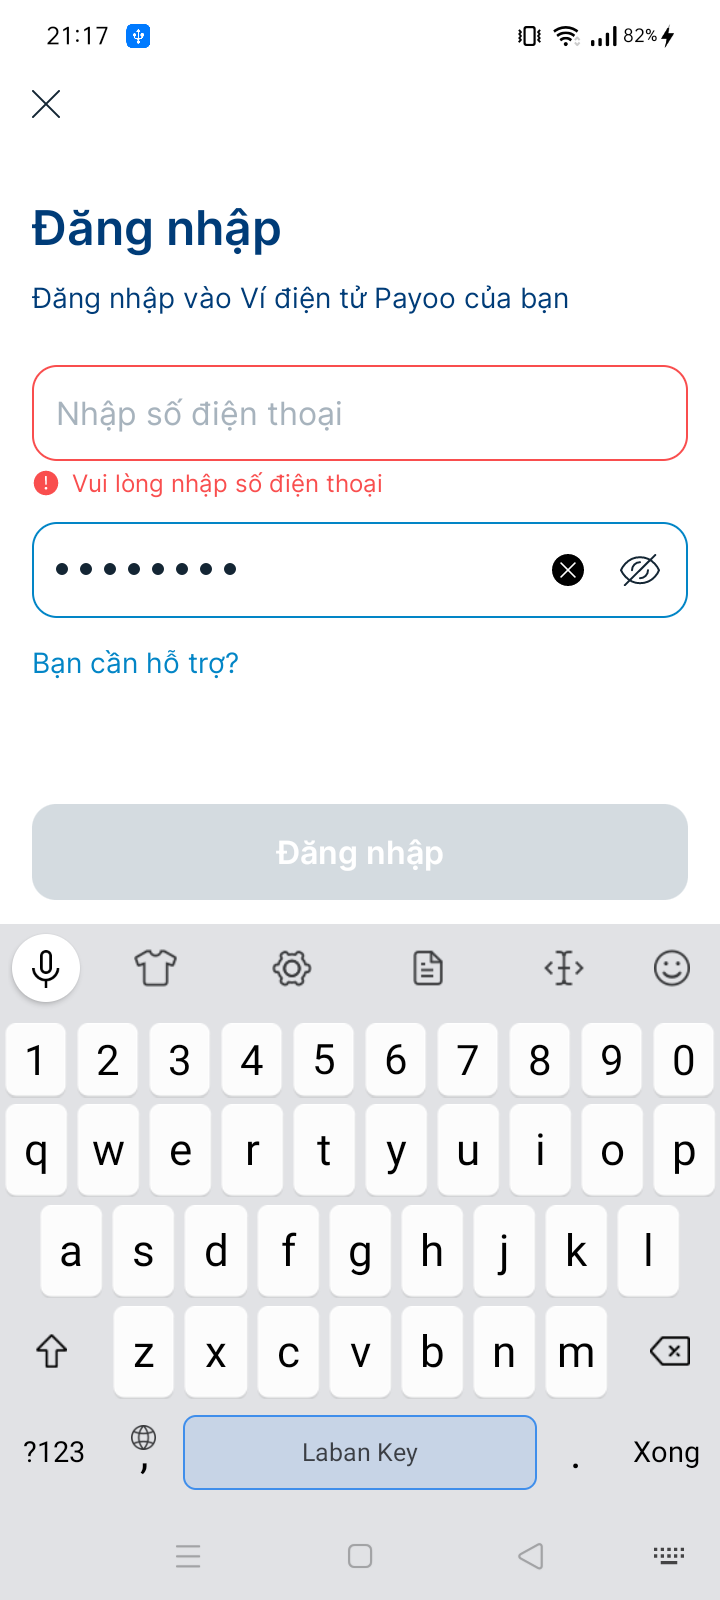 21:17
82%
Đăng nhập
Đăng nhập vào Ví điện tử Payoo của bạn
Nhập số điện thoại
Vui lòng nhập số điện thoại
••••••••
Bạn cần hỗ trợ?
Đăng nhập
1 2 3 4 5 6 7 8 9 0
q w e r t y u i o p
a s d f g h j k l
z x c v b n m
?123 , Laban Key . Xong